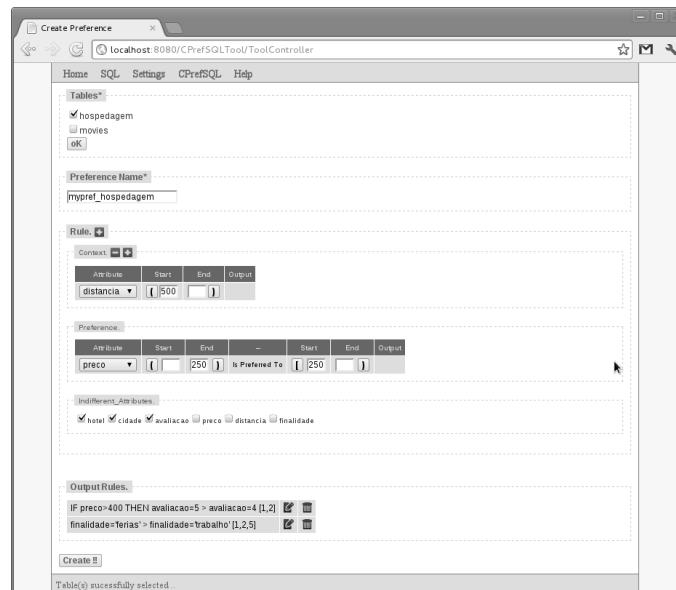 Create Preference ×
localhost:8080/CPrefSQLTool/ToolController
Home SQL Settings CPrefSQL Help
Tables*
hospedagem
movies
oK
Preference Name*
mypref_hospedagem
Rule.
Context.
Attribute Start End Output
distancia ( 500 )
Preference.
Attribute Start End -- Start End Output
preco ( 250 ) Is Preferred To [ 250 )
Indifferent_Attributes.
hotel cidade avaliacao preco distancia finalidade
Output Rules.
IF preco>400 THEN avaliacao=5 > avaliacao=4 [1,2]
finalidade='ferias' > finalidade='trabalho' [1,2,5]
Create !!
Table(s) sucessfully selected...